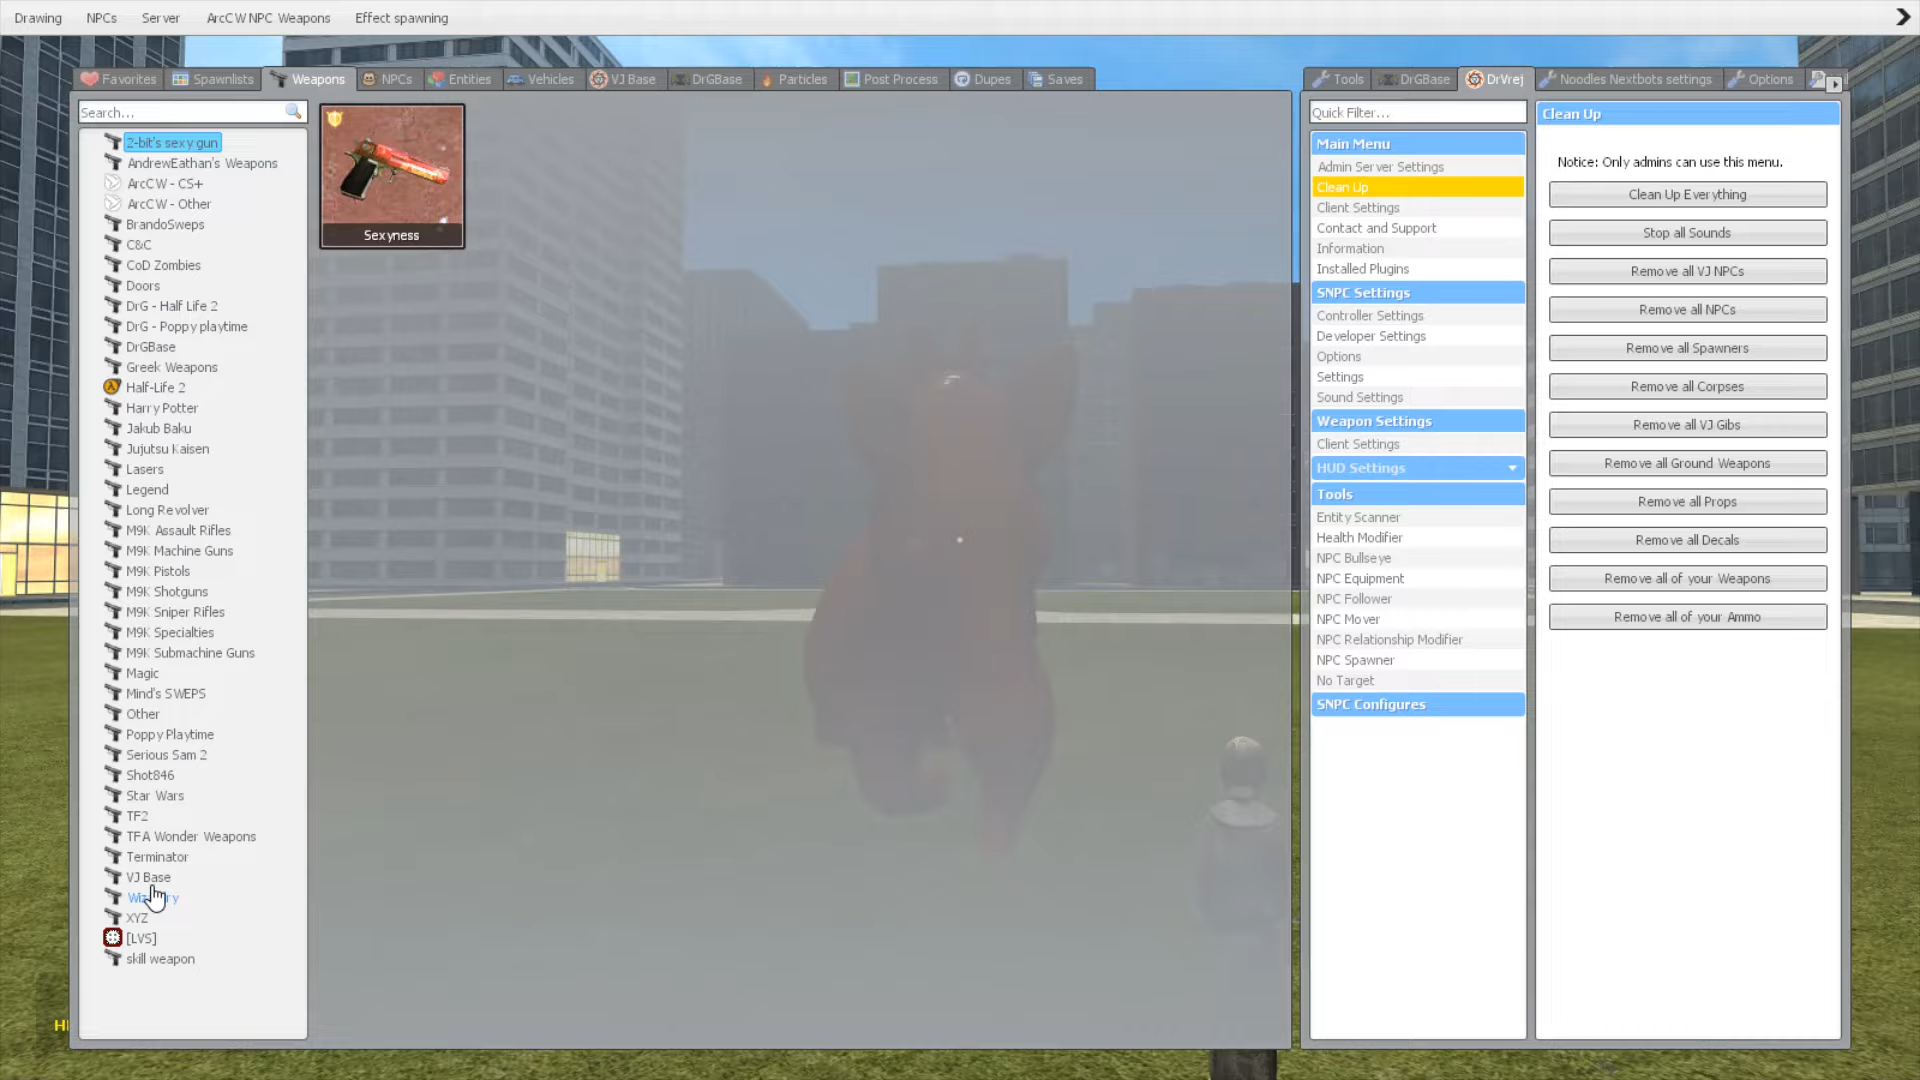 Drawing NPCs Server ArcCW NPC Weapons Effect spawning
Favorites Spawnlists Weapons NPCs Entities Vehicles VJ Base DrGBase Particles Post Process Dupes Saves
Search...
2-bit's sexy gun
AndrewEathan's Weapons
ArcCW - CS+
ArcCW - Other
BrandoSweps
C&C
CoD Zombies
Doors
DrG - Half Life 2
DrG - Poppy playtime
DrGBase
Greek Weapons
Half-Life 2
Harry Potter
Jakub Baku
Jujutsu Kaisen
Lasers
Legend
Long Revolver
M9K Assault Rifles
M9K Machine Guns
M9K Pistols
M9K Shotguns
M9K Sniper Rifles
M9K Specialties
M9K Submachine Guns
Magic
Mind's SWEPS
Other
Poppy Playtime
Serious Sam 2
Shot846
Star Wars
TF2
TFA Wonder Weapons
Terminator
VJ Base
XYZ
[LVS]
skill weapon
Sexyness
Tools DrGBase DrVrej Noodles Nextbots settings Options
Quick Filter...
Main Menu
Admin Server Settings
Clean Up
Client Settings
Contact and Support
Information
Installed Plugins
SNPC Settings
Controller Settings
Developer Settings
Options
Settings
Sound Settings
Weapon Settings
Client Settings
HUD Settings
Tools
Entity Scanner
Health Modifier
NPC Bullseye
NPC Equipment
NPC Follower
NPC Mover
NPC Relationship Modifier
NPC Spawner
No Target
SNPC Configures
Clean Up
Notice: Only admins can use this menu.
Clean Up Everything
Stop all Sounds
Remove all VJ NPCs
Remove all NPCs
Remove all Spawners
Remove all Corpses
Remove all VJ Gibs
Remove all Ground Weapons
Remove all Props
Remove all Decals
Remove all of your Weapons
Remove all of your Ammo